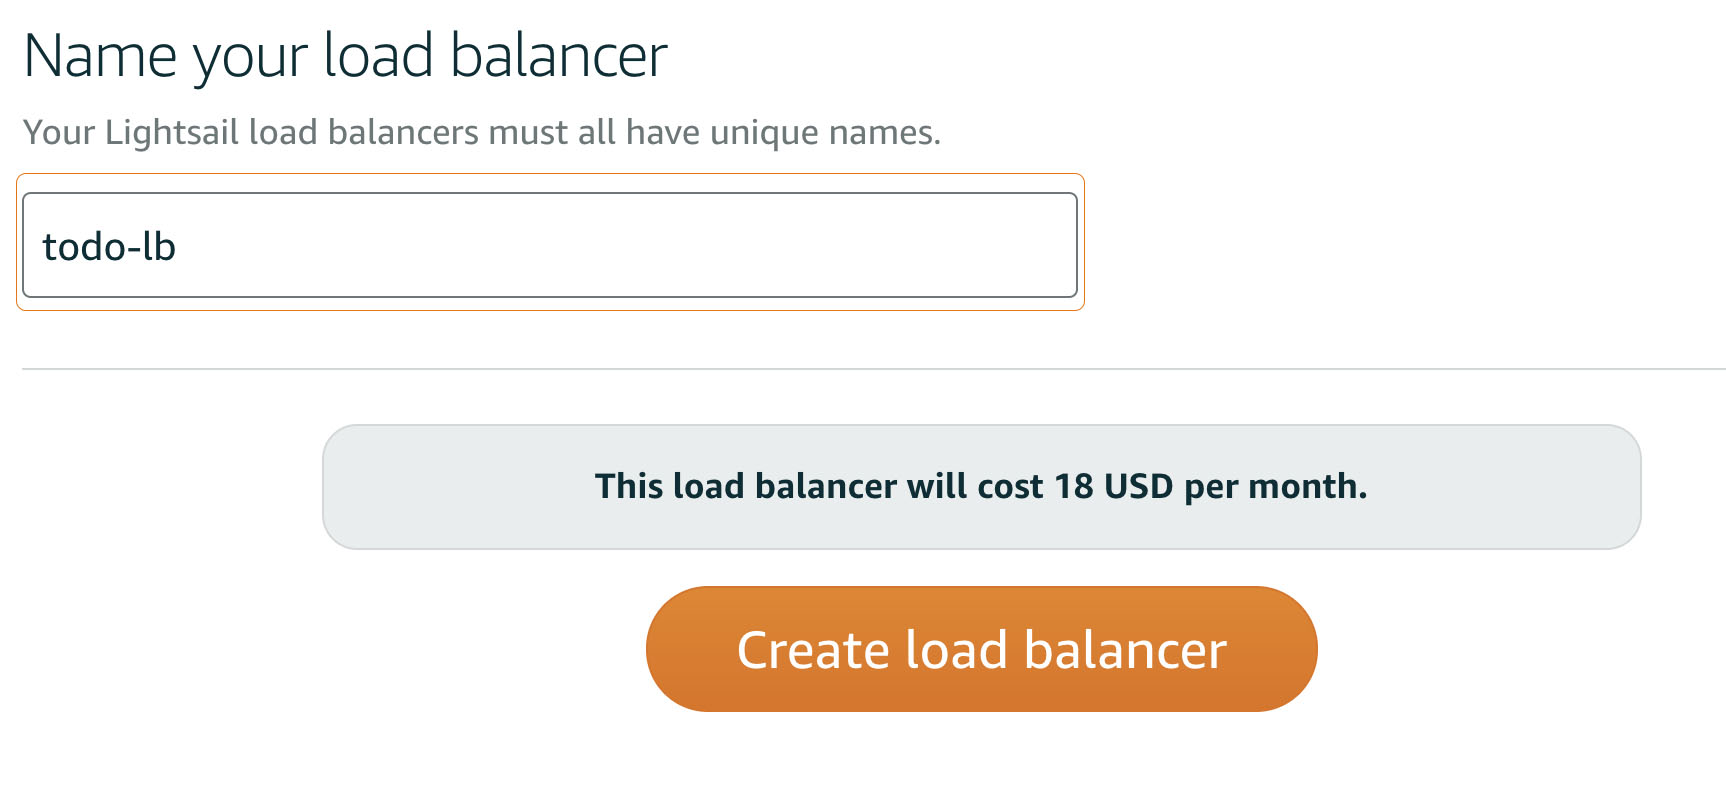 Name your load balancer
Your Lightsail load balancers must all have unique names.
todo-lb
This load balancer will cost 18 USD per month.
Create load balancer